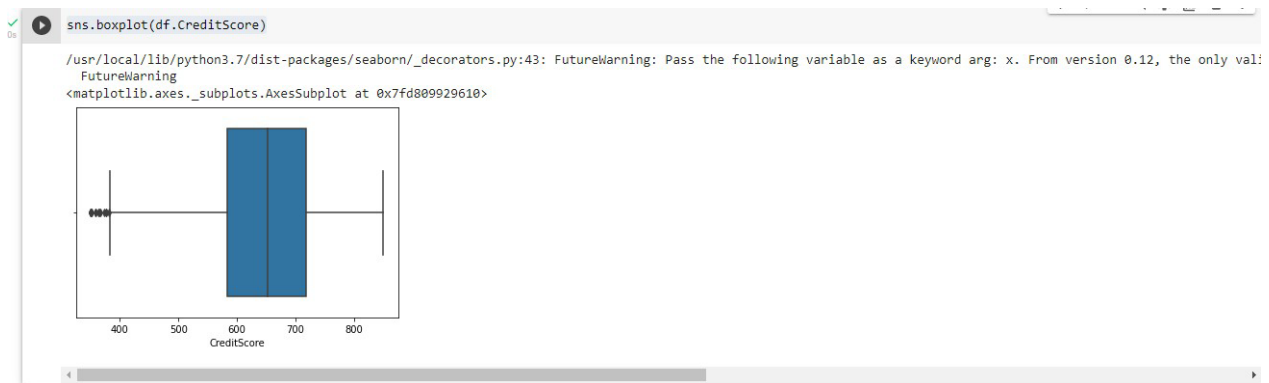 sns.boxplot(df.CreditScore)
0s
/usr/local/lib/python3.7/dist-packages/seaborn/_decorators.py:43: FutureWarning: Pass the following variable as a keyword arg: x. From version 0.12, the only vali
FutureWarning
<matplotlib.axes._subplots.AxesSubplot at 0x7fd809929610>
400 500 600 700 800
CreditScore